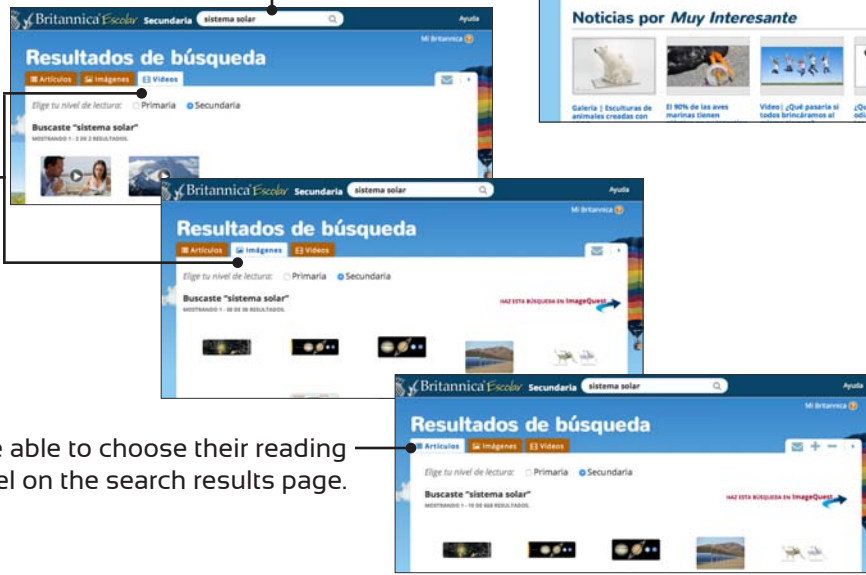 Britannica Escolar Secundaria sistema solar Ayuda
Mi Britannica
Resultados de búsqueda
Artículos Imágenes Videos
Elige tu nivel de lectura: Primaria Secundaria
Buscaste "sistema solar"
MOSTRANDO 1 - 2 DE 2 RESULTADOS.
Noticias por Muy Interesante
Galería | Esculturas de
animales creadas con
El 90% de las aves
marinas tienen
Video| ¿Qué pasaría si
todos brincáramos al
Britannica Escolar Secundaria sistema solar Ayuda
Mi Britannica
Resultados de búsqueda
Artículos Imágenes Videos
Elige tu nivel de lectura: Primaria Secundaria
Buscaste "sistema solar"
HAZ ESTA BÚSQUEDA EN ImageQuest
e able to choose their reading
el on the search results page.
Britannica Escolar Secundaria sistema solar Ayuda
Mi Britannica
Resultados de búsqueda
Artículos Imágenes Videos
Elige tu nivel de lectura: Primaria Secundaria
Buscaste "sistema solar"
HAZ ESTA BÚSQUEDA EN ImageQuest